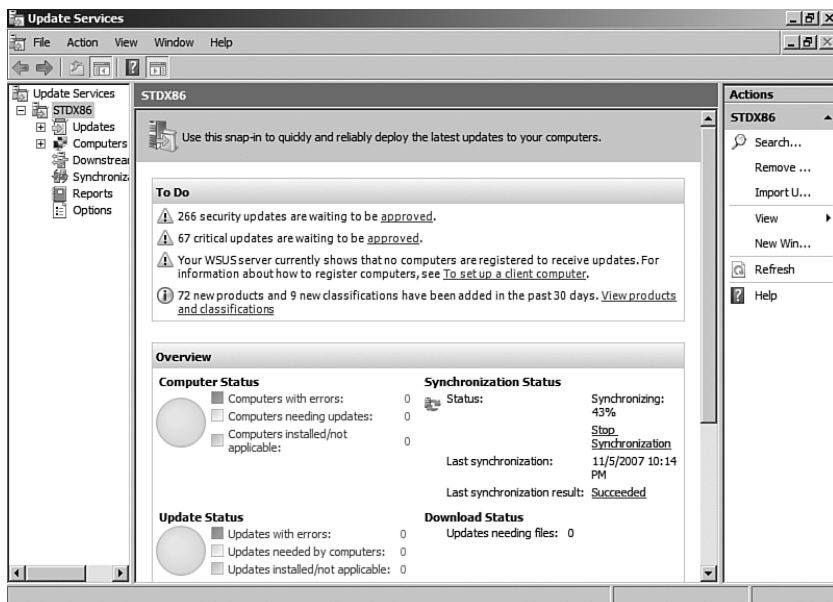 Update Services
File Action View Window Help
Update Services
STDX86
Updates
Computers
Downstrea
Synchroniz
Reports
Options
STDX86
Use this snap-in to quickly and reliably deploy the latest updates to your computers.
To Do
266 security updates are waiting to be approved.
67 critical updates are waiting to be approved.
Your WSUS server currently shows that no computers are registered to receive updates. For
information about how to register computers, see To set up a client computer.
72 new products and 9 new classifications have been added in the past 30 days. View products
and classifications
Overview
Computer Status
Computers with errors: 0
Computers needing updates: 0
Computers installed/not
applicable: 0
Synchronization Status
Status: Synchronizing:
43%
Stop
Synchronization
Last synchronization: 11/5/2007 10:14
PM
Last synchronization result: Succeeded
Update Status
Updates with errors: 0
Updates needed by computers: 0
Updates installed/not applicable: 0
Download Status
Updates needing files: 0
Actions
STDX86
Search...
Remove ...
Import U...
View
New Win...
Refresh
Help